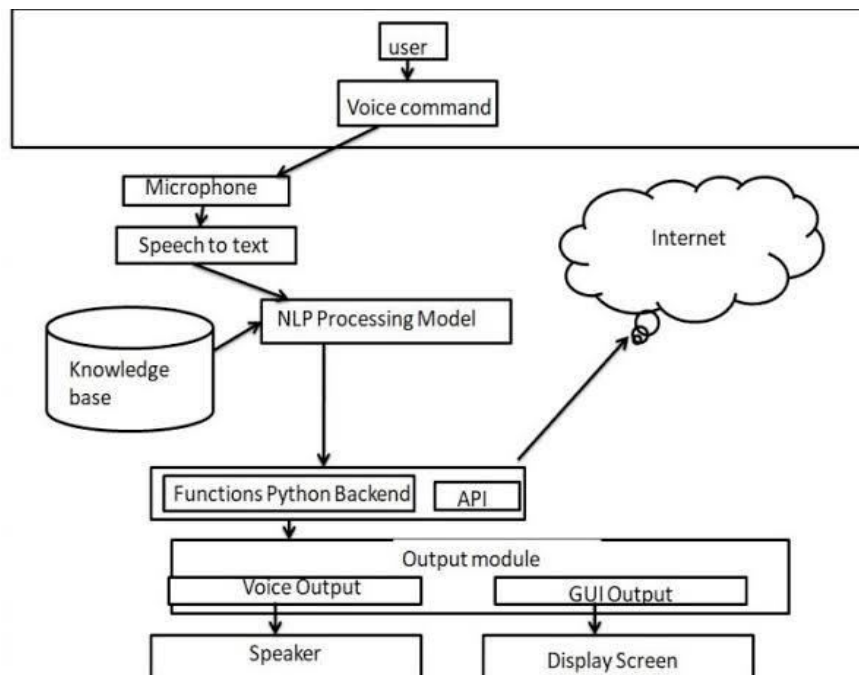 user
Voice command
Microphone
Speech to text
Internet
NLP Processing Model
Knowledge
base
Functions Python Backend
API
Output module
Voice Output
GUI Output
Speaker
Display Screen